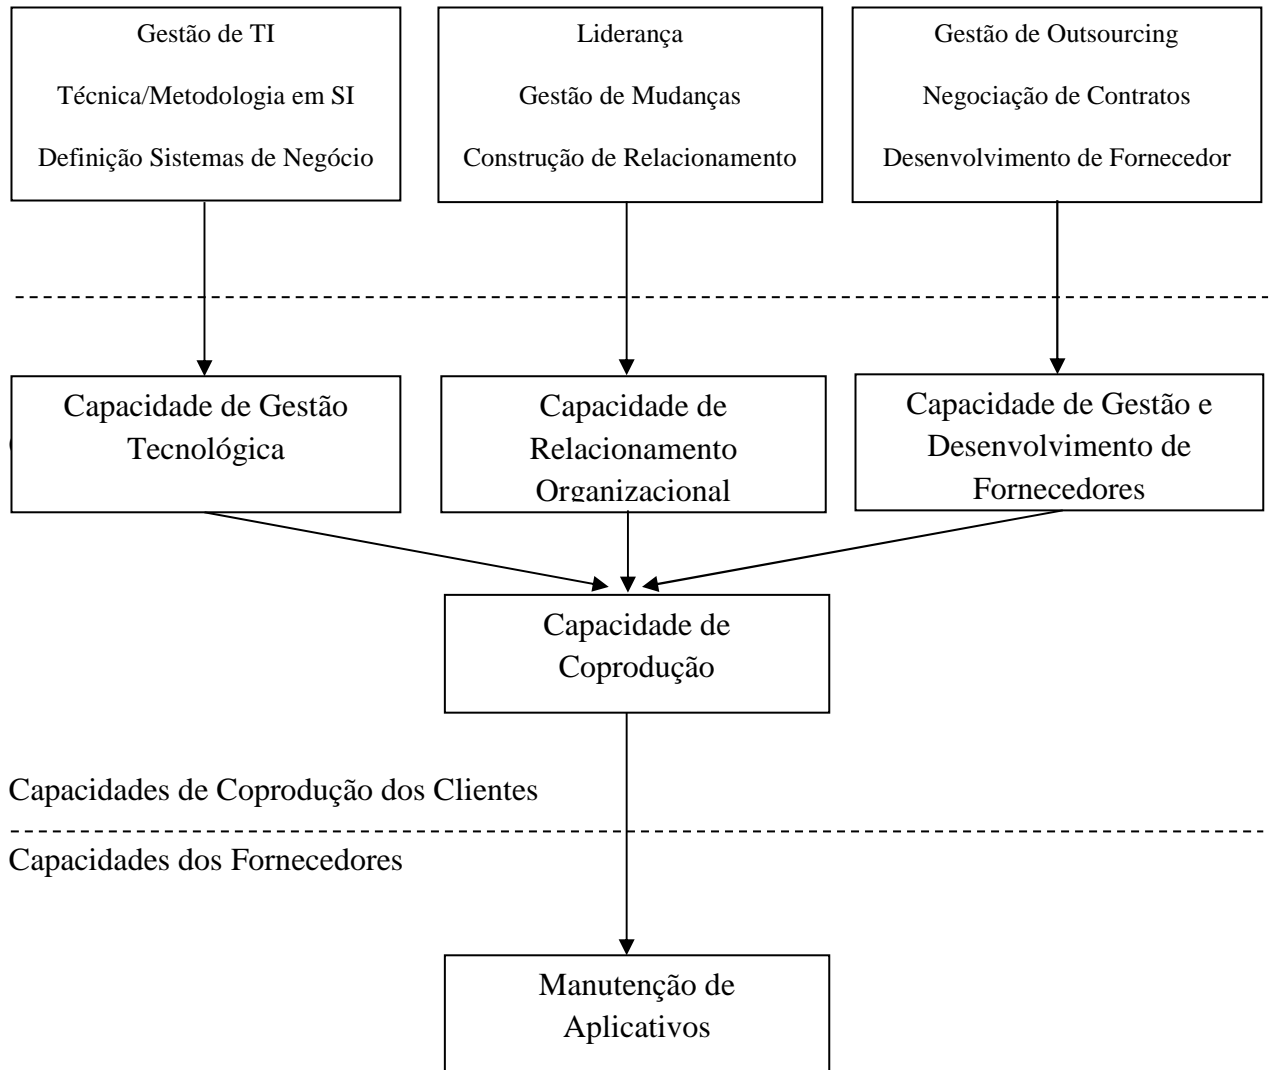 Gestão de TI
Técnica/Metodologia em SI
Definição Sistemas de Negócio
Liderança
Gestão de Mudanças
Construção de Relacionamento
Gestão de Outsourcing
Negociação de Contratos
Desenvolvimento de Fornecedor
Capacidade de Gestão
Tecnológica
Capacidade de
Relacionamento
Organizacional
Capacidade de Gestão e
Desenvolvimento de
Fornecedores
Capacidade de
Coprodução
Capacidades de Coprodução dos Clientes
Capacidades dos Fornecedores
Manutenção de
Aplicativos